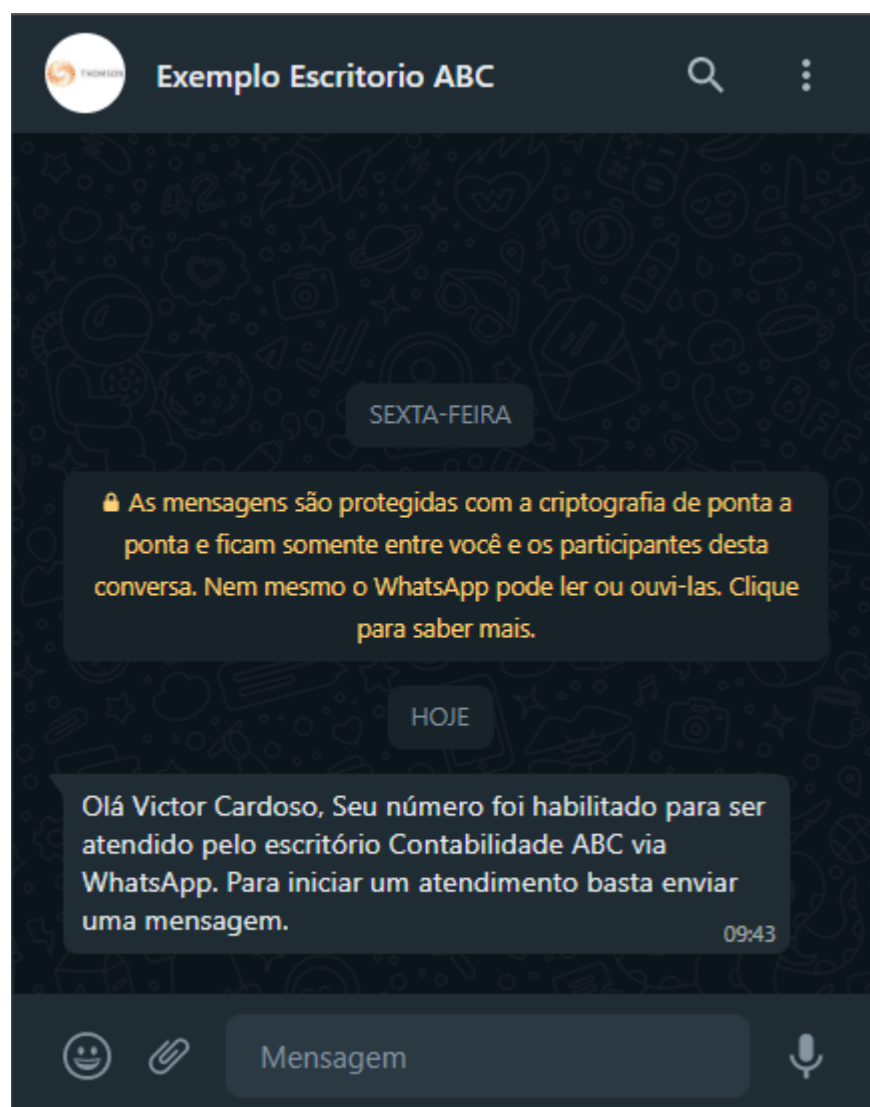 THOMSON
Exemplo Escritorio ABC
SEXTA-FEIRA
As mensagens são protegidas com a criptografia de ponta a
ponta e ficam somente entre você e os participantes desta
conversa. Nem mesmo o WhatsApp pode ler ou ouvi-las. Clique
para saber mais.
HOJE
Olá Victor Cardoso, Seu número foi habilitado para ser
atendido pelo escritório Contabilidade ABC via
WhatsApp. Para iniciar um atendimento basta enviar
uma mensagem.
09:43
Mensagem